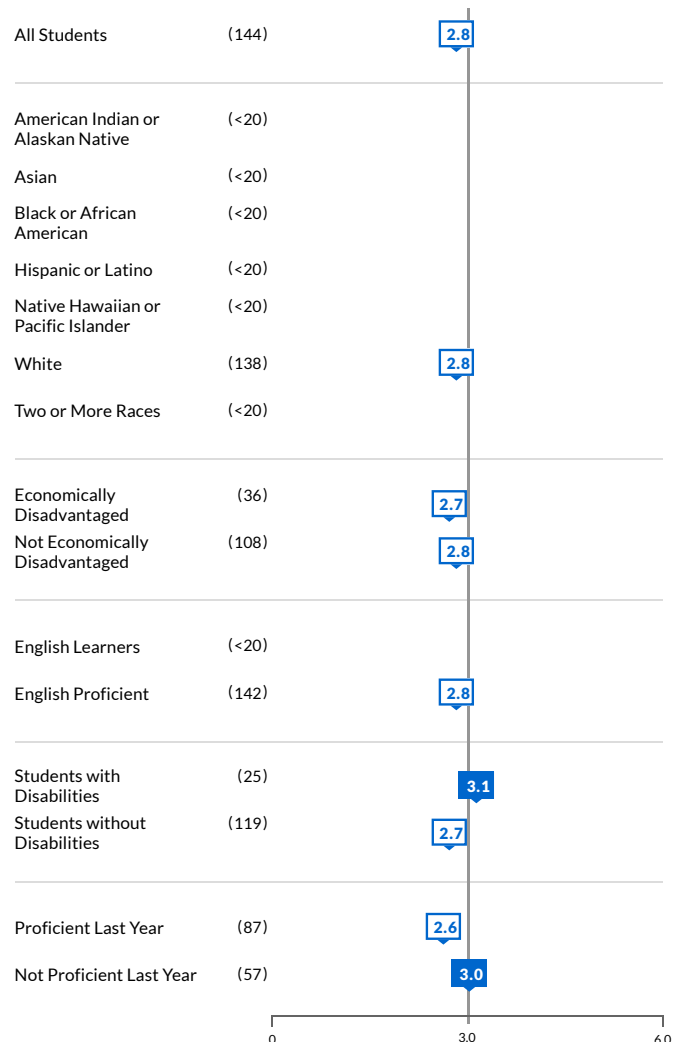 All Students (144) 2.8
American Indian or (<20)
Alaskan Native
Asian (<20)
Black or African (<20)
American
Hispanic or Latino (<20)
Native Hawaiian or (<20)
Pacific Islander
White (138) 2.8
Two or More Races (<20)
Economically (36) 2.7
Disadvantaged
Not Economically (108) 2.8
Disadvantaged
English Learners (<20)
English Proficient (142) 2.8
Students with (25) 3.1
Disabilities
Students without (119) 2.7
Disabilities
Proficient Last Year (87) 2.6
Not Proficient Last Year (57) 3.0
0 3.0 6.0